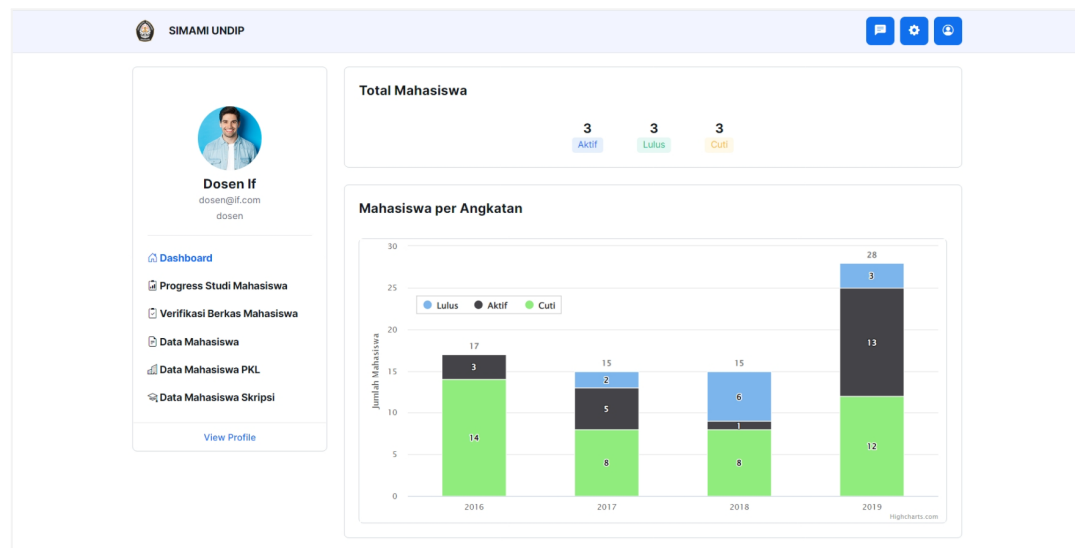 SIMAMI UNDIP
Dosen If
dosen@if.com
dosen
Dashboard
Progress Studi Mahasiswa
Verifikasi Berkas Mahasiswa
Data Mahasiswa
Data Mahasiswa PKL
Data Mahasiswa Skripsi
View Profile
Total Mahasiswa
3 3 3
Aktif Lulus Cuti
Mahasiswa per Angkatan
Jumlah Mahasiswa
30
25
20
15
10
5
0
Lulus Aktif Cuti
17
3
14
15
2
5
8
15
6
1
8
28
3
13
12
2016 2017 2018 2019
Highcharts.com